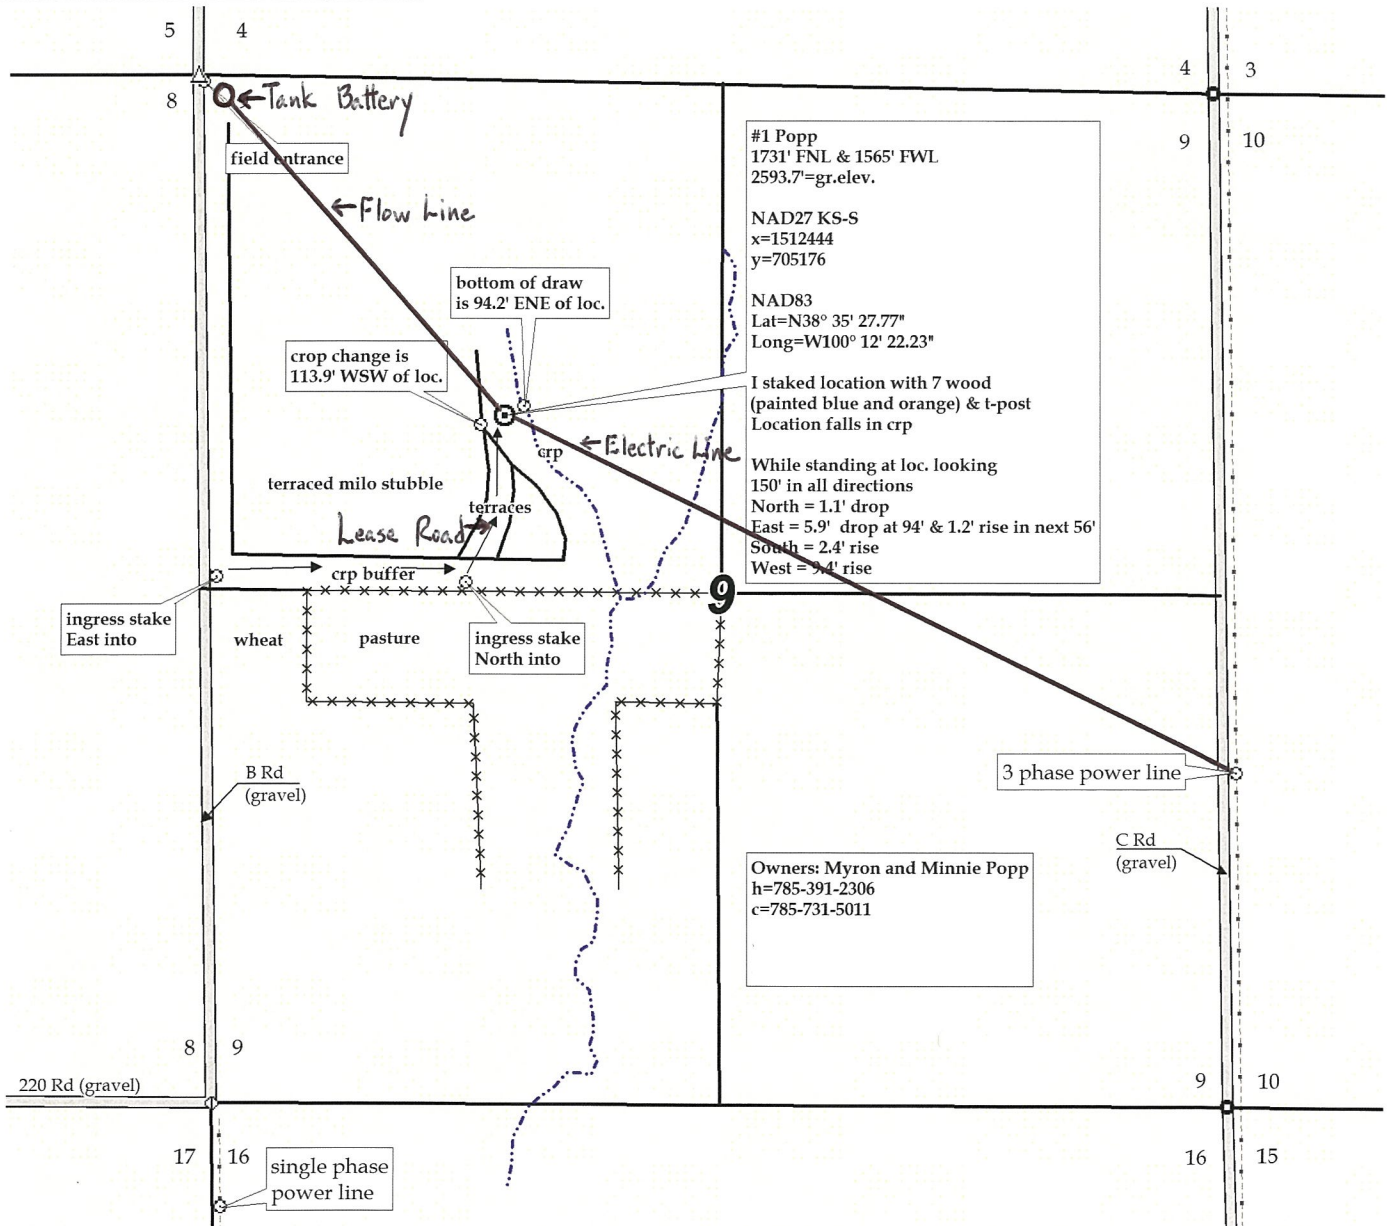 5
4
4
3
8
←Tank Battery
9
10
field entrance
#1 Popp
1731' FNL & 1565' FWL
2593.7'=gr.elev.
←Flow Line
NAD27 KS-S
x=1512444
y=705176
bottom of draw
is 94.2' ENE of loc.
NAD83
Lat=N38° 35' 27.77"
Long=W100° 12' 22.23"
crop change is
113.9' WSW of loc.
I staked location with 7 wood
(painted blue and orange) & t-post
Location falls in crp
crp
←Electric Line
While standing at loc. looking
150' in all directions
North = 1.1' drop
East = 5.9' drop at 94' & 1.2' rise in next 56'
South = 2.4' rise
West = 9.4' rise
terraced milo stubble
terraces
Lease Road→
crp buffer
9
ingress stake
East into
wheat
pasture
ingress stake
North into
B Rd
(gravel)
3 phase power line
C Rd
(gravel)
Owners: Myron and Minnie Popp
h=785-391-2306
c=785-731-5011
8
9
220 Rd (gravel)
9
10
17
16
single phase
power line
16
15